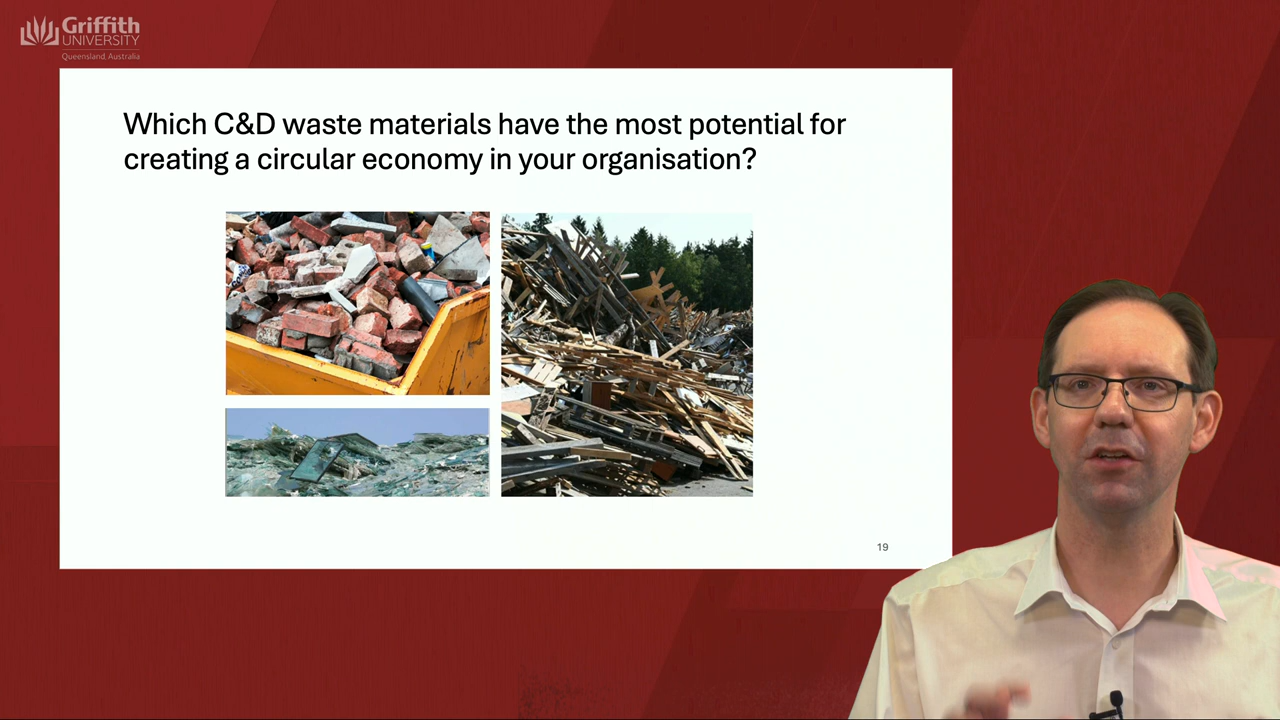 Griffith
UNIVERSITY
Queensland, Australia
Which C&D waste materials have the most potential for
creating a circular economy in your organisation?
19